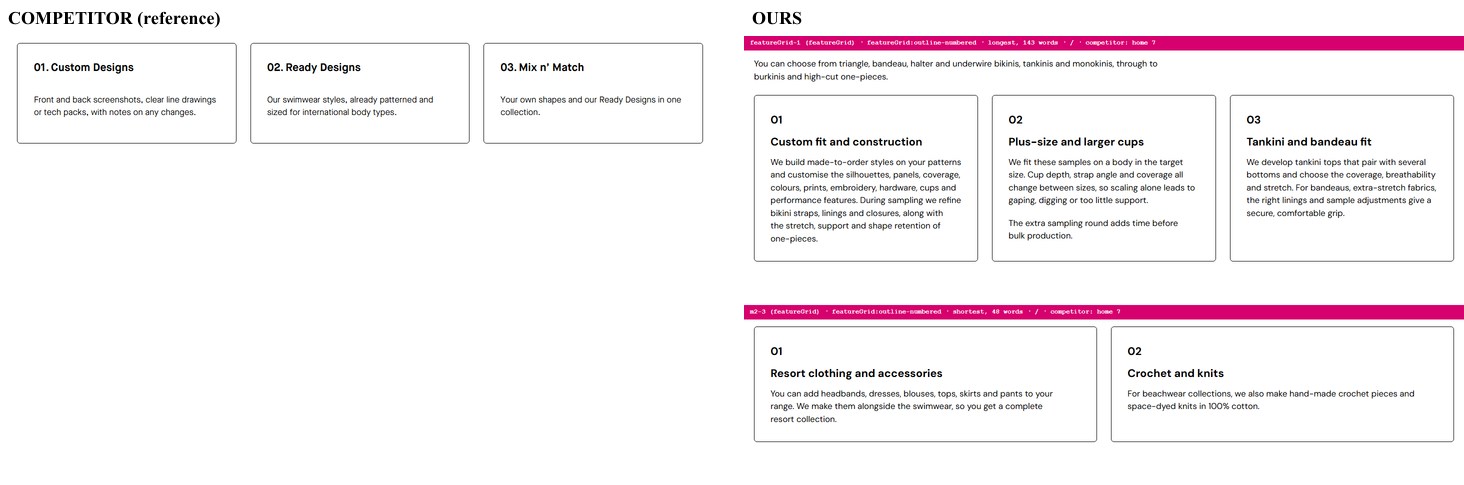 COMPETITOR (reference)
01. Custom Designs
Front and back screenshots, clear line drawings
or tech packs, with notes on any changes.
02. Ready Designs
Our swimwear styles, already patterned and
sized for international body types.
03. Mix n' Match
Your own shapes and our Ready Designs in one
collection.
OURS
featureGrid-1 (featureGrid) · featureGrid:outline-numbered · longest, 143 words · / · competitor: home 7
You can choose from triangle, bandeau, halter and underwire bikinis, tankinis and monokinis, through to
burkinis and high-cut one-pieces.
01
Custom fit and construction
We build made-to-order styles on your patterns
and customise the silhouettes, panels, coverage,
colours, prints, embroidery, hardware, cups and
performance features. During sampling we refine
bikini straps, linings and closures, along with
the stretch, support and shape retention of
one-pieces.
02
Plus-size and larger cups
We fit these samples on a body in the target
size. Cup depth, strap angle and coverage all
change between sizes, so scaling alone leads to
gaping, digging or too little support.
The extra sampling round adds time before
bulk production.
03
Tankini and bandeau fit
We develop tankini tops that pair with several
bottoms and choose the coverage, breathability
and stretch. For bandeaus, extra-stretch fabrics,
the right linings and sample adjustments give a
secure, comfortable grip.
m2-3 (featureGrid) · featureGrid:outline-numbered · shortest, 48 words · / · competitor: home 7
01
Resort clothing and accessories
You can add headbands, dresses, blouses, tops, skirts and pants to your
range. We make them alongside the swimwear, so you get a complete
resort collection.
02
Crochet and knits
For beachwear collections, we also make hand-made crochet pieces and
space-dyed knits in 100% cotton.